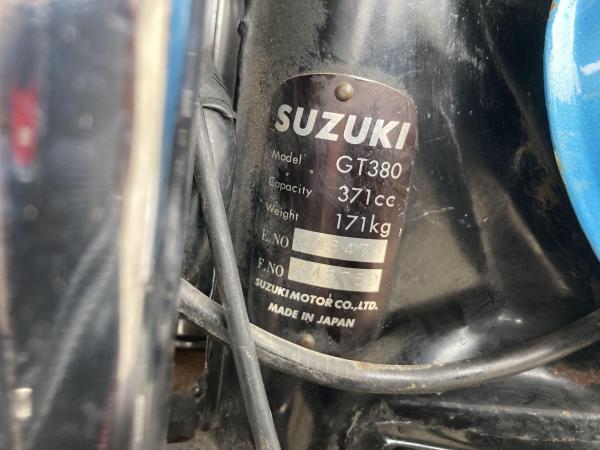 SUZUKI
Model GT380
Capacity 371cc
Weight 171kg
E.NO
F.NO
SUZUKI MOTOR CO.,LTD.
MADE IN JAPAN